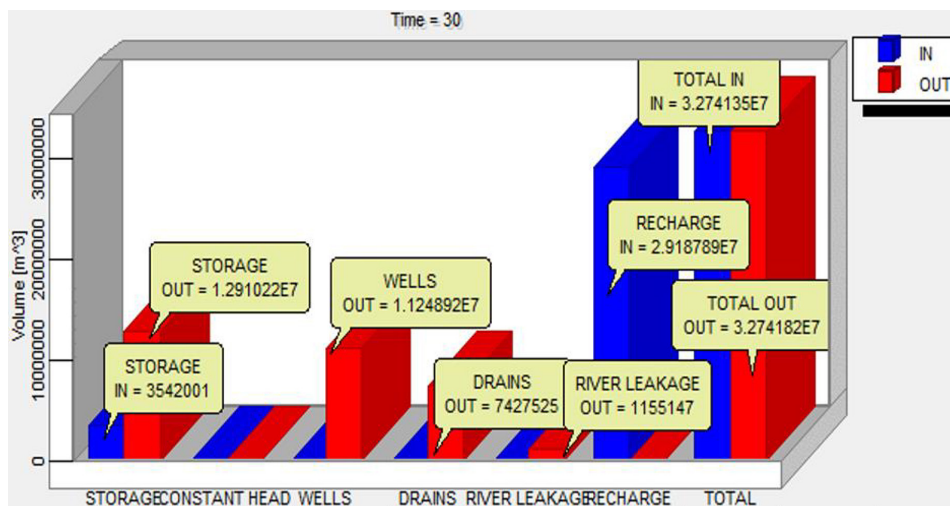 Time = 30
IN
OUT
TOTAL IN
IN = 3.274135E7
RECHARGE
IN = 2.918789E7
STORAGE
OUT = 1.291022E7
WELLS
OUT = 1.124892E7
TOTAL OUT
OUT = 3.274182E7
STORAGE
IN = 3542001
DRAINS
OUT = 7427525
RIVER LEAKAGE
OUT = 1155147
Volume [m^3]
30000000
20000000
10000000
0
STORAGE CONSTANT HEAD WELLS DRAINS RIVER LEAKAGE RECHARGE TOTAL